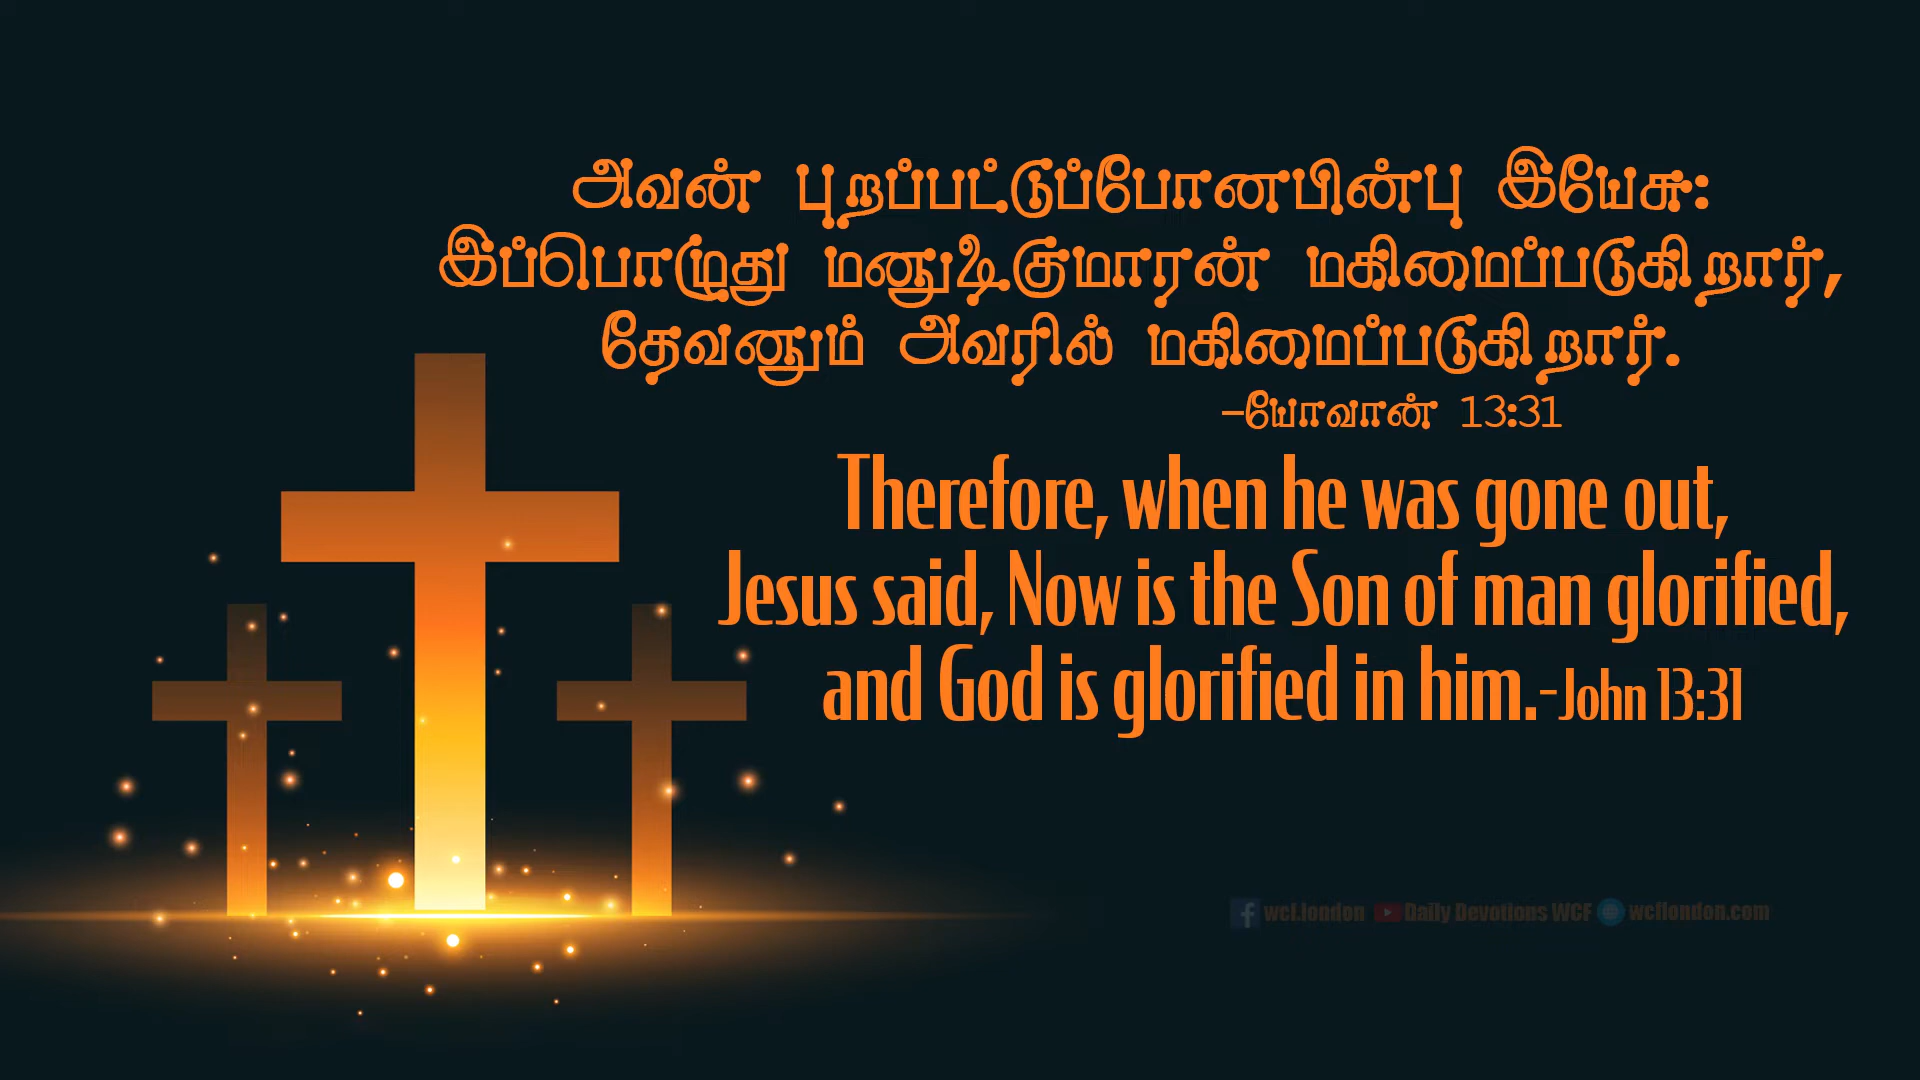 அவன் புறப்பட்டுப்போனபின்பு இயேசு:
இப்பொழுது மனுஷகுமாரன் மகிமைப்படுகிறார்,
தேவனும் அவரில் மகிமைப்படுகிறார்.
-யோவான் 13:31
Therefore, when he was gone out,
Jesus said, Now is the Son of man glorified,
and God is glorified in him.-John 13:31
wcf.london Daily Devotions WCF wcflondon.com